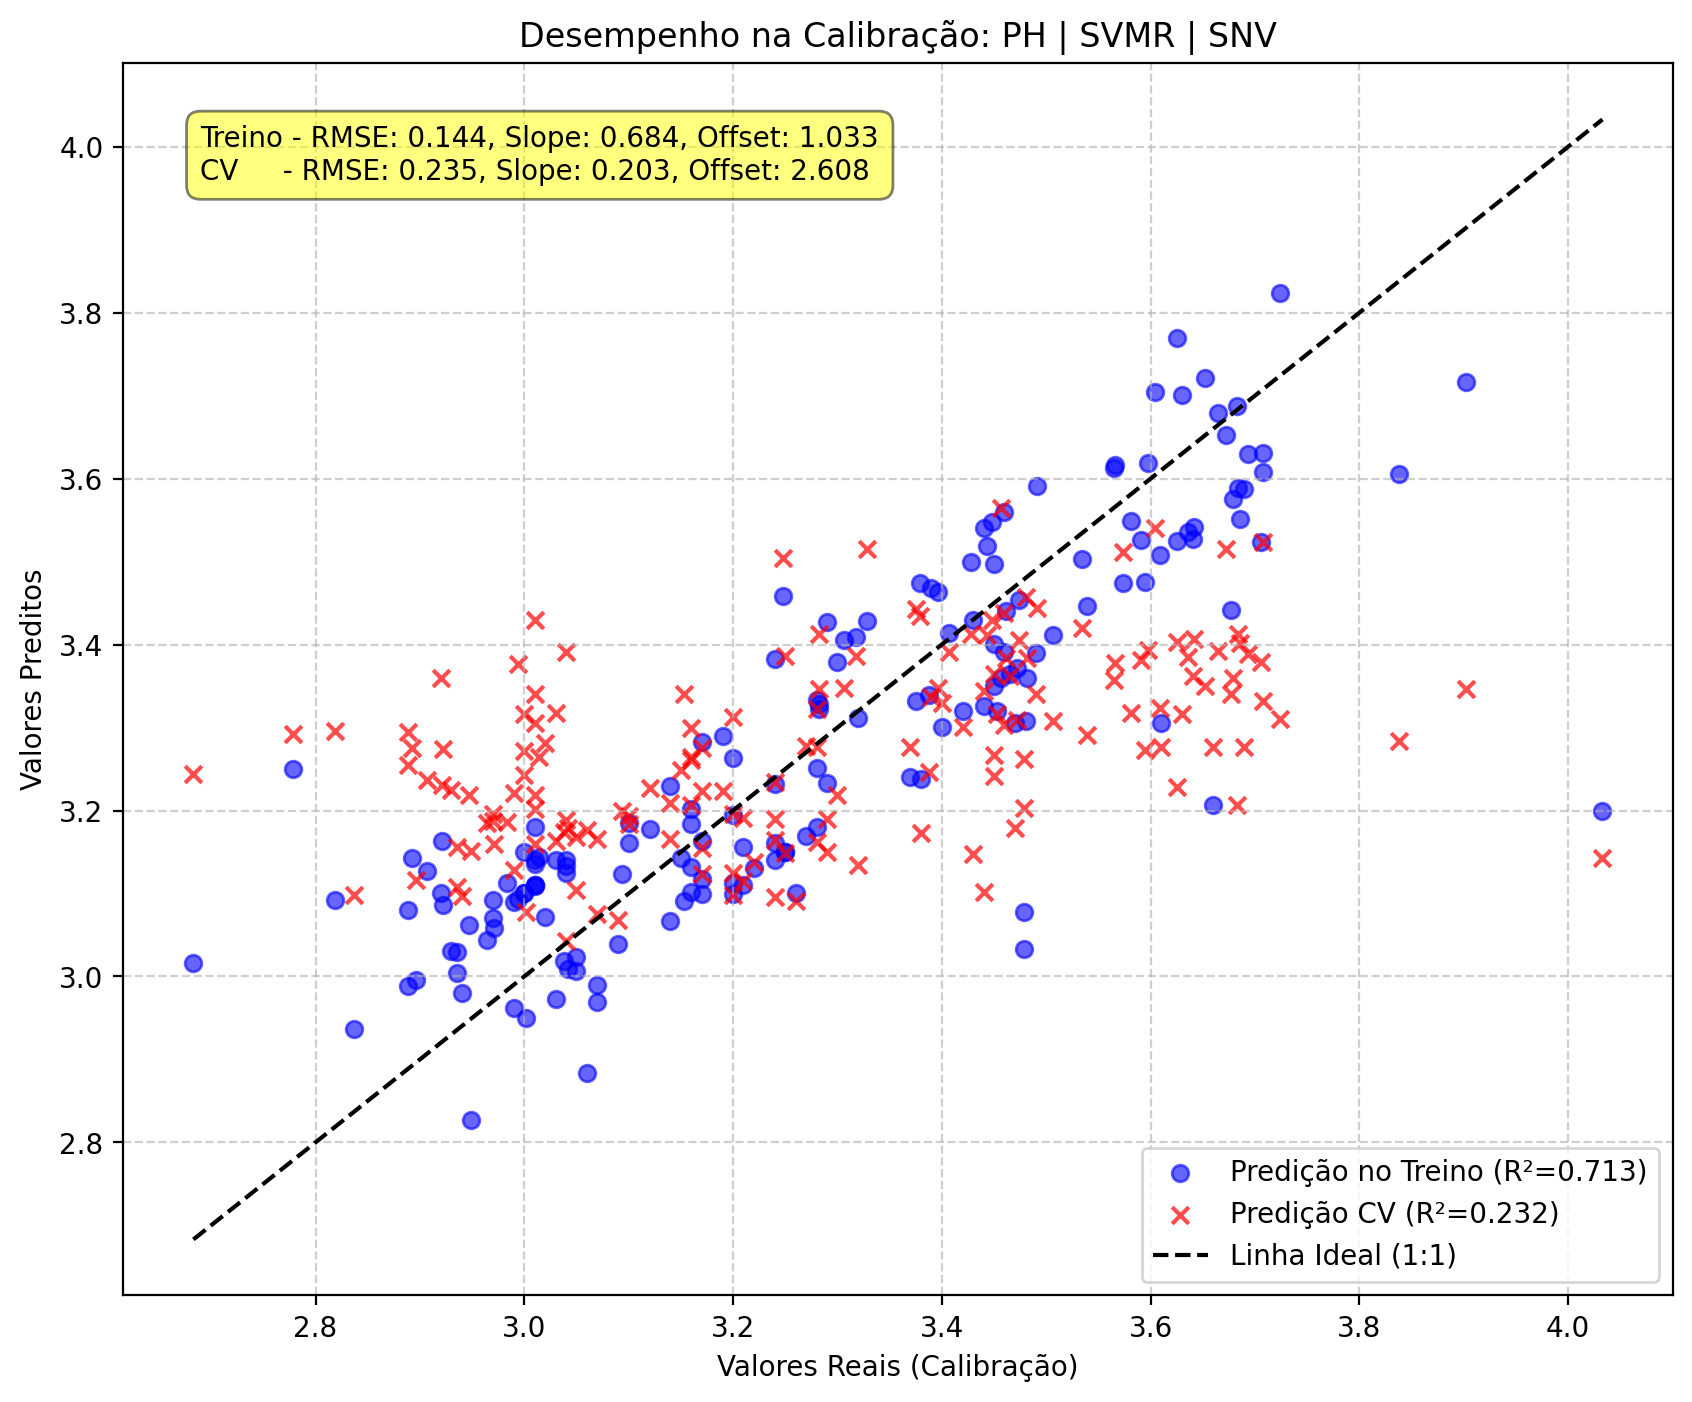 Desempenho na Calibração: PH | SVMR | SNV
Treino - RMSE: 0.144, Slope: 0.684, Offset: 1.033
CV - RMSE: 0.235, Slope: 0.203, Offset: 2.608
4.0
3.8
3.6
3.4
3.2
3.0
2.8
Valores Preditos
Predição no Treino (R²=0.713)
Predição CV (R²=0.232)
Linha Ideal (1:1)
2.8 3.0 3.2 3.4 3.6 3.8 4.0
Valores Reais (Calibração)